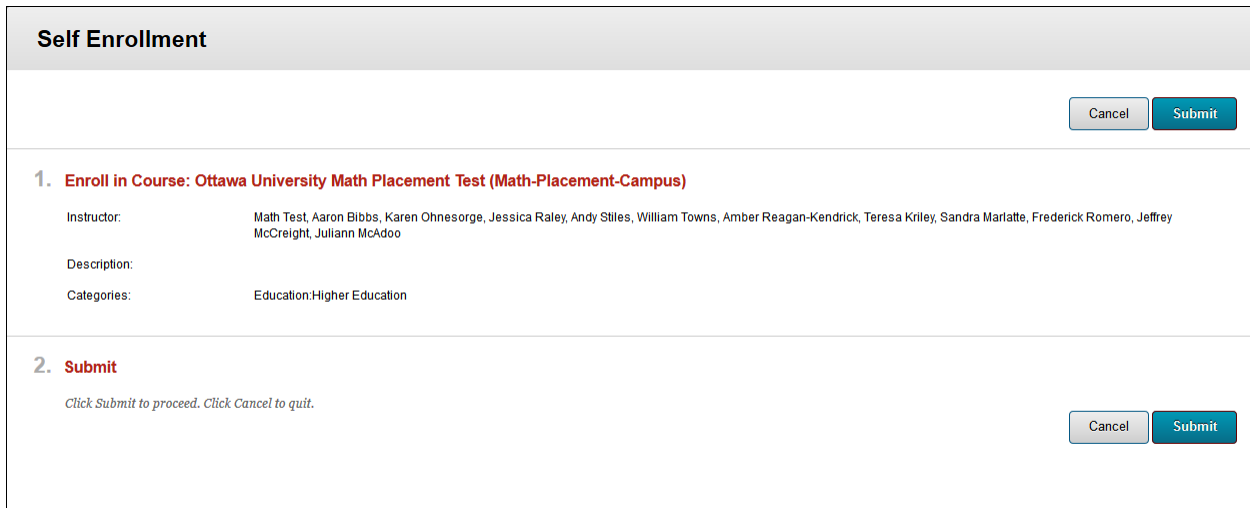 Self Enrollment
Cancel Submit
1. Enroll in Course: Ottawa University Math Placement Test (Math-Placement-Campus)
Instructor: Math Test, Aaron Bibbs, Karen Ohnesorge, Jessica Raley, Andy Stiles, William Towns, Amber Reagan-Kendrick, Teresa Kriley, Sandra Marlatte, Frederick Romero, Jeffrey
McCreight, Juliann McAdoo
Description:
Categories: Education:Higher Education
2. Submit
Click Submit to proceed. Click Cancel to quit.
Cancel Submit